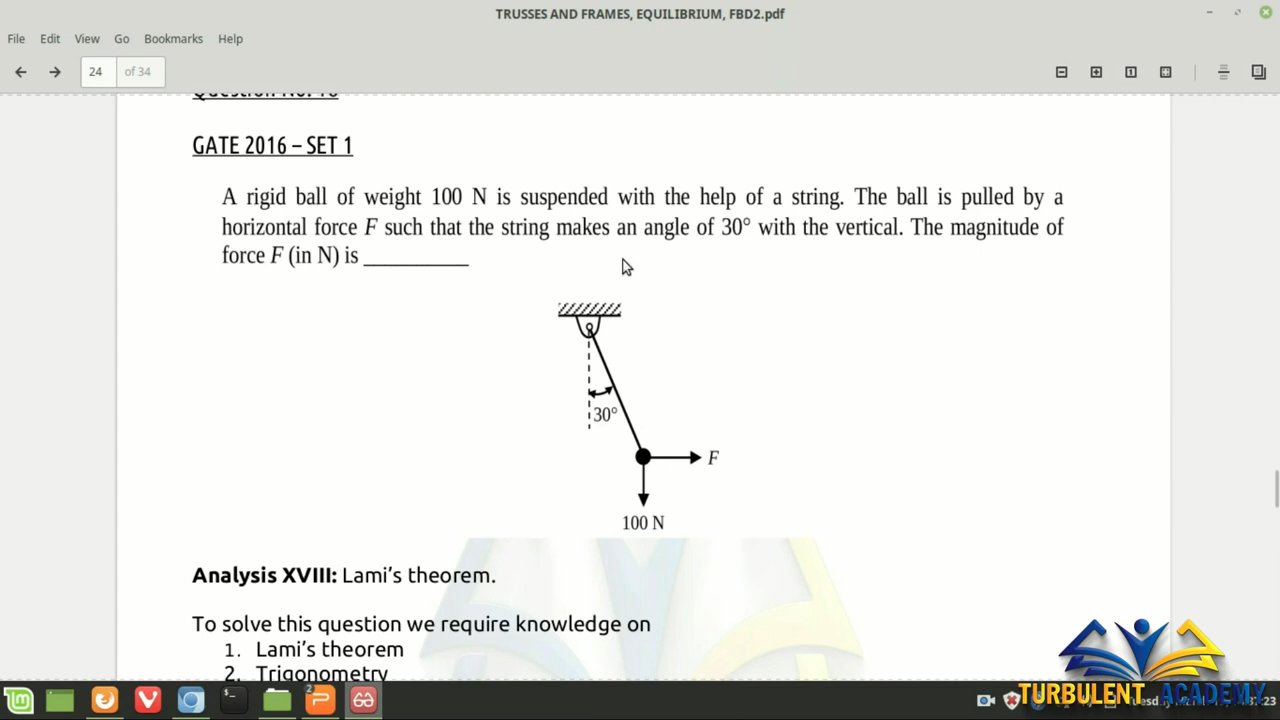 TRUSSES AND FRAMES, EQUILIBRIUM, FBD2.pdf
File Edit View Go Bookmarks Help
24 of 34
Question No. 18
GATE 2016 – SET 1
A rigid ball of weight 100 N is suspended with the help of a string. The ball is pulled by a
horizontal force F such that the string makes an angle of 30° with the vertical. The magnitude of
force F (in N) is __________
30°
F
100 N
Analysis XVIII: Lami's theorem.
To solve this question we require knowledge on
1. Lami's theorem
2. Trigonometry
TURBULENT ACADEMY